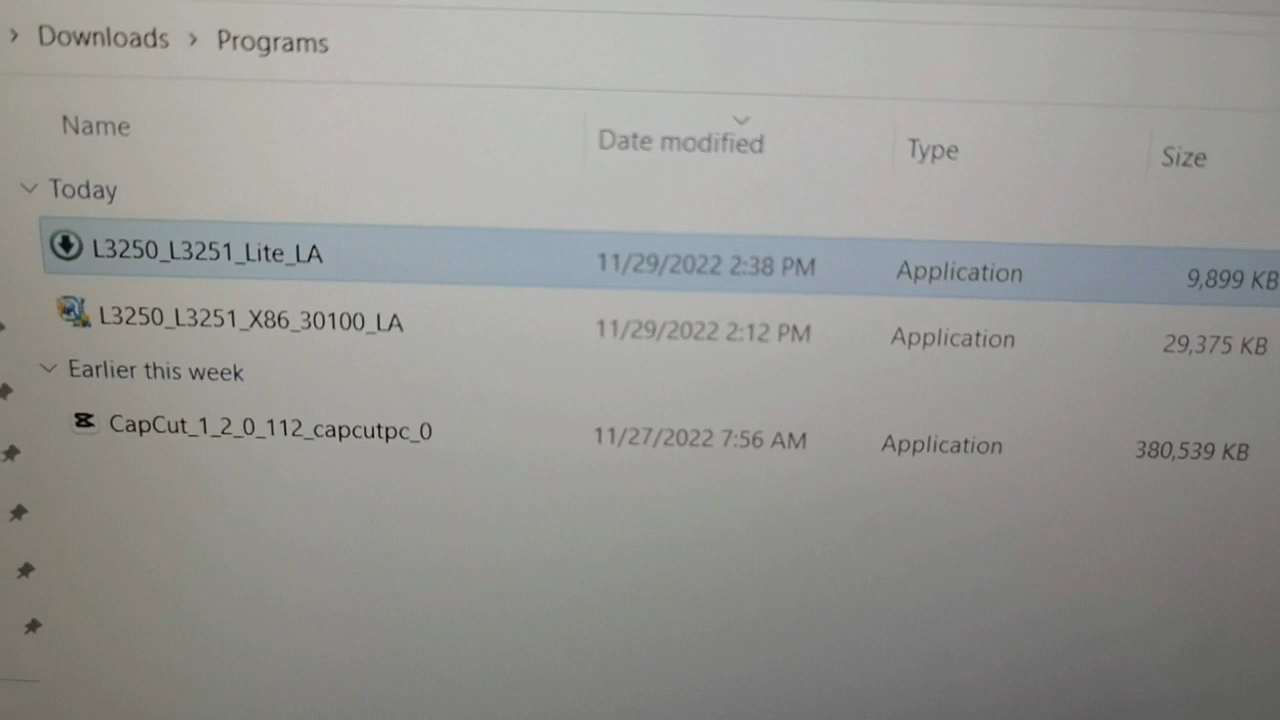 Downloads > Programs
Name Date modified Type Size
Today
L3250_L3251_Lite_LA 11/29/2022 2:38 PM Application 9,899 KB
L3250_L3251_X86_30100_LA 11/29/2022 2:12 PM Application 29,375 KB
Earlier this week
CapCut_1_2_0_112_capcutpc_0 11/27/2022 7:56 AM Application 380,539 KB